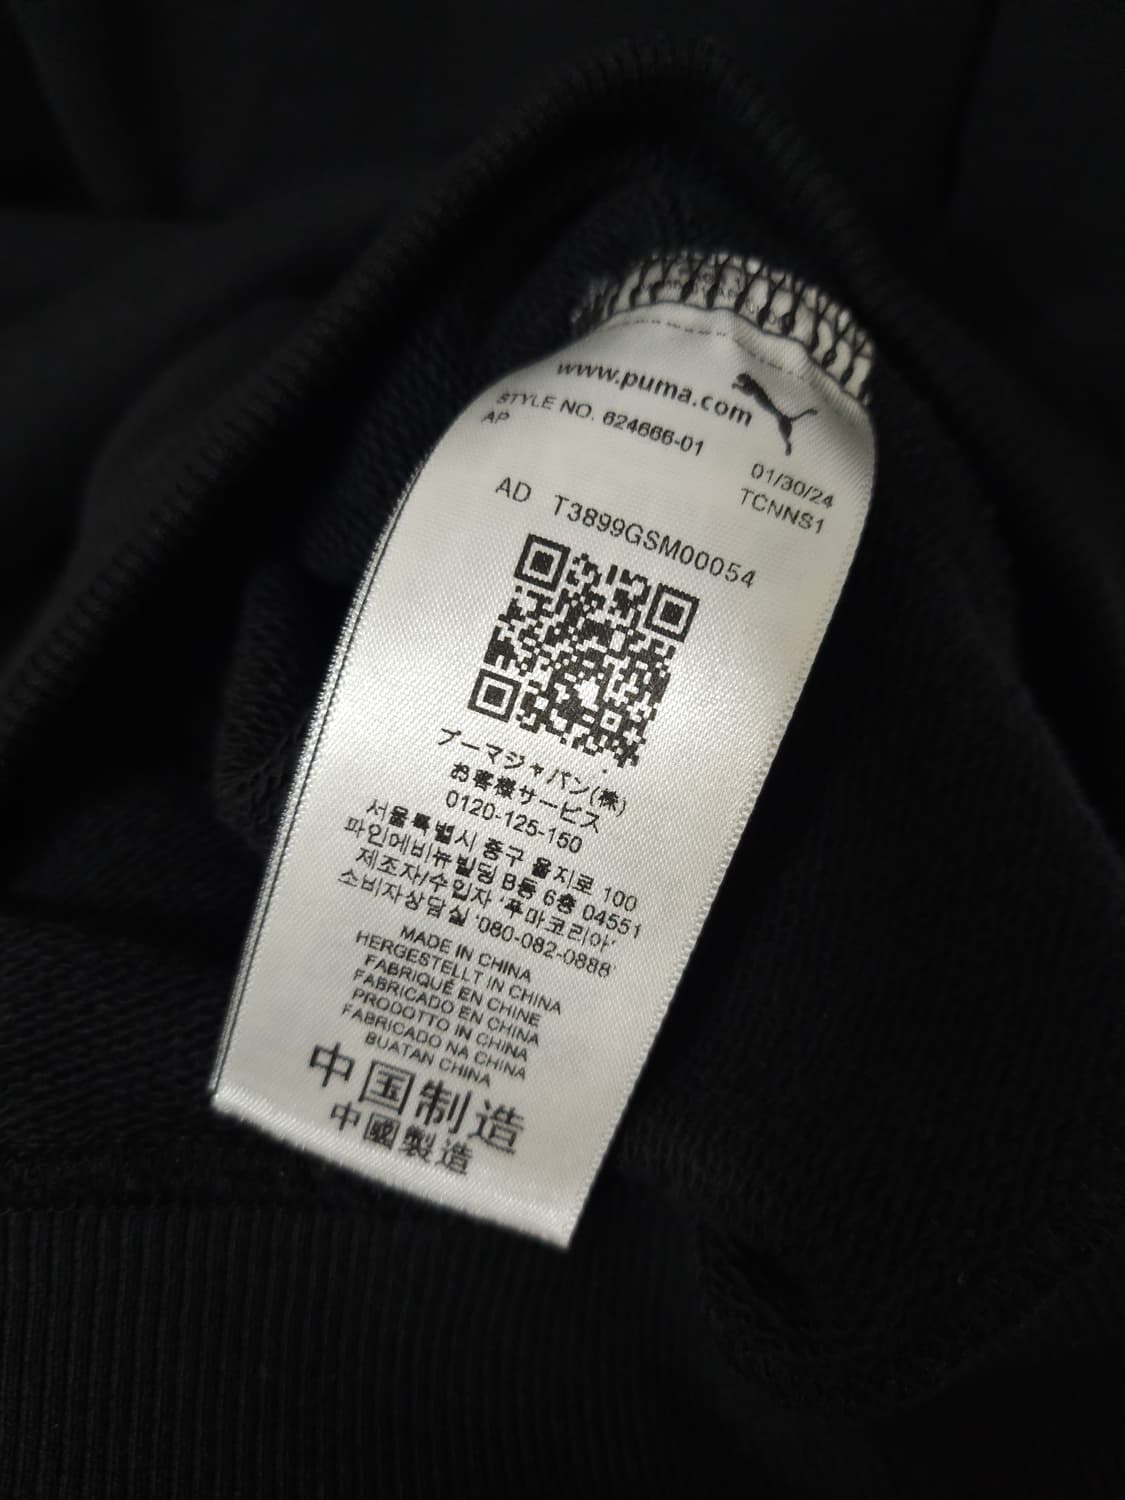 www.puma.com
STYLE NO. 624666-01
AP
01/30/24
TCNNS1
AD T3899GSM00054
プーマジャパン(株)
お客様サービス
0120-125-150
서울특별시 중구 을지로 100
파인애비뉴빌딩 B동 6층 04551
제조자/수입자 '푸마코리아'
소비자상담실 '080-082-0888'
MADE IN CHINA
HERGESTELLT IN CHINA
FABRIQUÉ EN CHINE
FABRICADO EN CHINA
PRODOTTO IN CHINA
FABRICADO NA CHINA
BUATAN CHINA
中国制造
中國製造